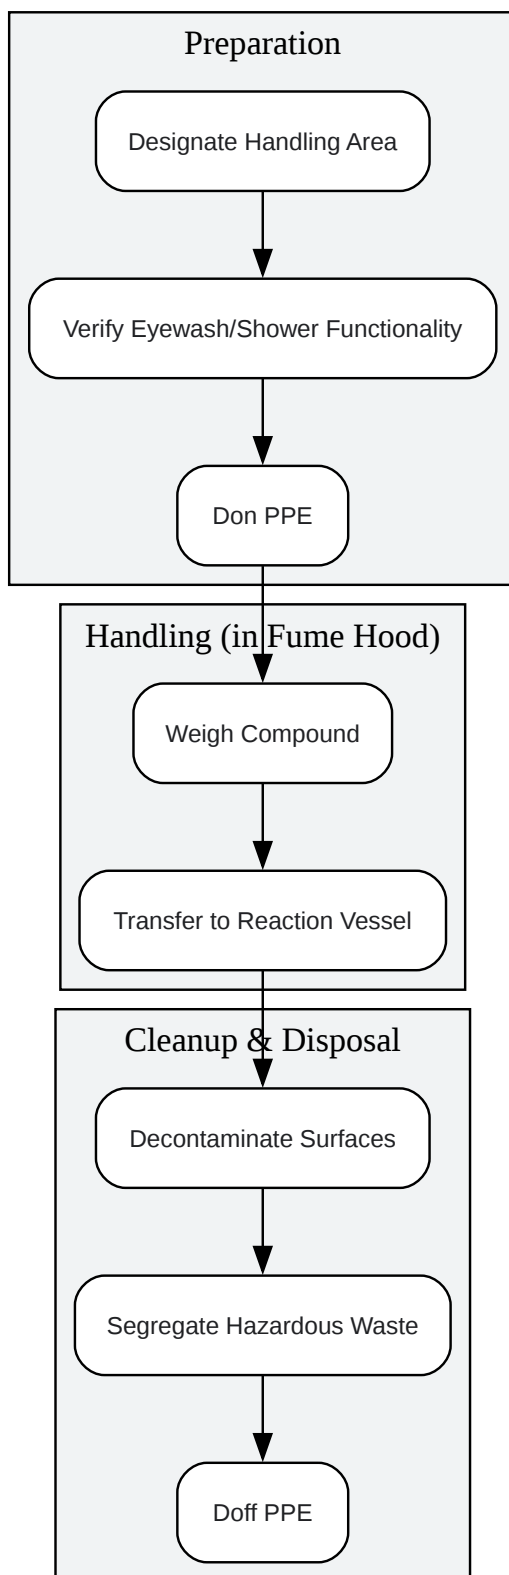 Preparation
Designate Handling Area
Verify Eyewash/Shower Functionality
Don PPE
Handling (in Fume Hood)
Weigh Compound
Transfer to Reaction Vessel
Cleanup & Disposal
Decontaminate Surfaces
Segregate Hazardous Waste
Doff PPE